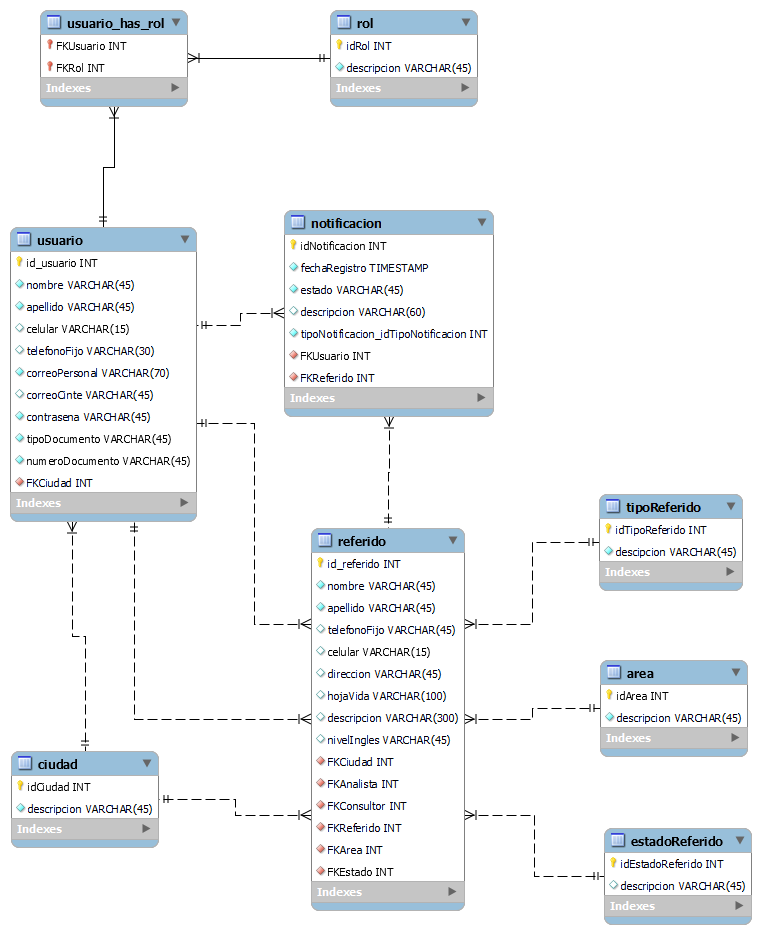 usuario_has_rol
FKUsuario INT
FKRol INT
Indexes
rol
idRol INT
descripcion VARCHAR(45)
Indexes
usuario
id_usuario INT
nombre VARCHAR(45)
apellido VARCHAR(45)
celular VARCHAR(15)
telefonoFijo VARCHAR(30)
correoPersonal VARCHAR(70)
correoCinte VARCHAR(45)
contrasena VARCHAR(45)
tipoDocumento VARCHAR(45)
numeroDocumento VARCHAR(45)
FKCiudad INT
Indexes
notificacion
idNotificacion INT
fechaRegistro TIMESTAMP
estado VARCHAR(45)
descripcion VARCHAR(60)
tipoNotificacion_idTipoNotificacion INT
FKUsuario INT
FKReferido INT
Indexes
referido
id_referido INT
nombre VARCHAR(45)
apellido VARCHAR(45)
telefonoFijo VARCHAR(45)
celular VARCHAR(15)
direccion VARCHAR(45)
hojaVida VARCHAR(100)
descripcion VARCHAR(300)
nivelIngles VARCHAR(45)
FKCiudad INT
FKAnalista INT
FKConsultor INT
FKReferido INT
FKArea INT
FKEstado INT
Indexes
tipoReferido
idTipoReferido INT
descipcion VARCHAR(45)
Indexes
area
idArea INT
descripcion VARCHAR(45)
Indexes
ciudad
idCiudad INT
descripcion VARCHAR(45)
Indexes
estadoReferido
idEstadoReferido INT
descripcion VARCHAR(45)
Indexes